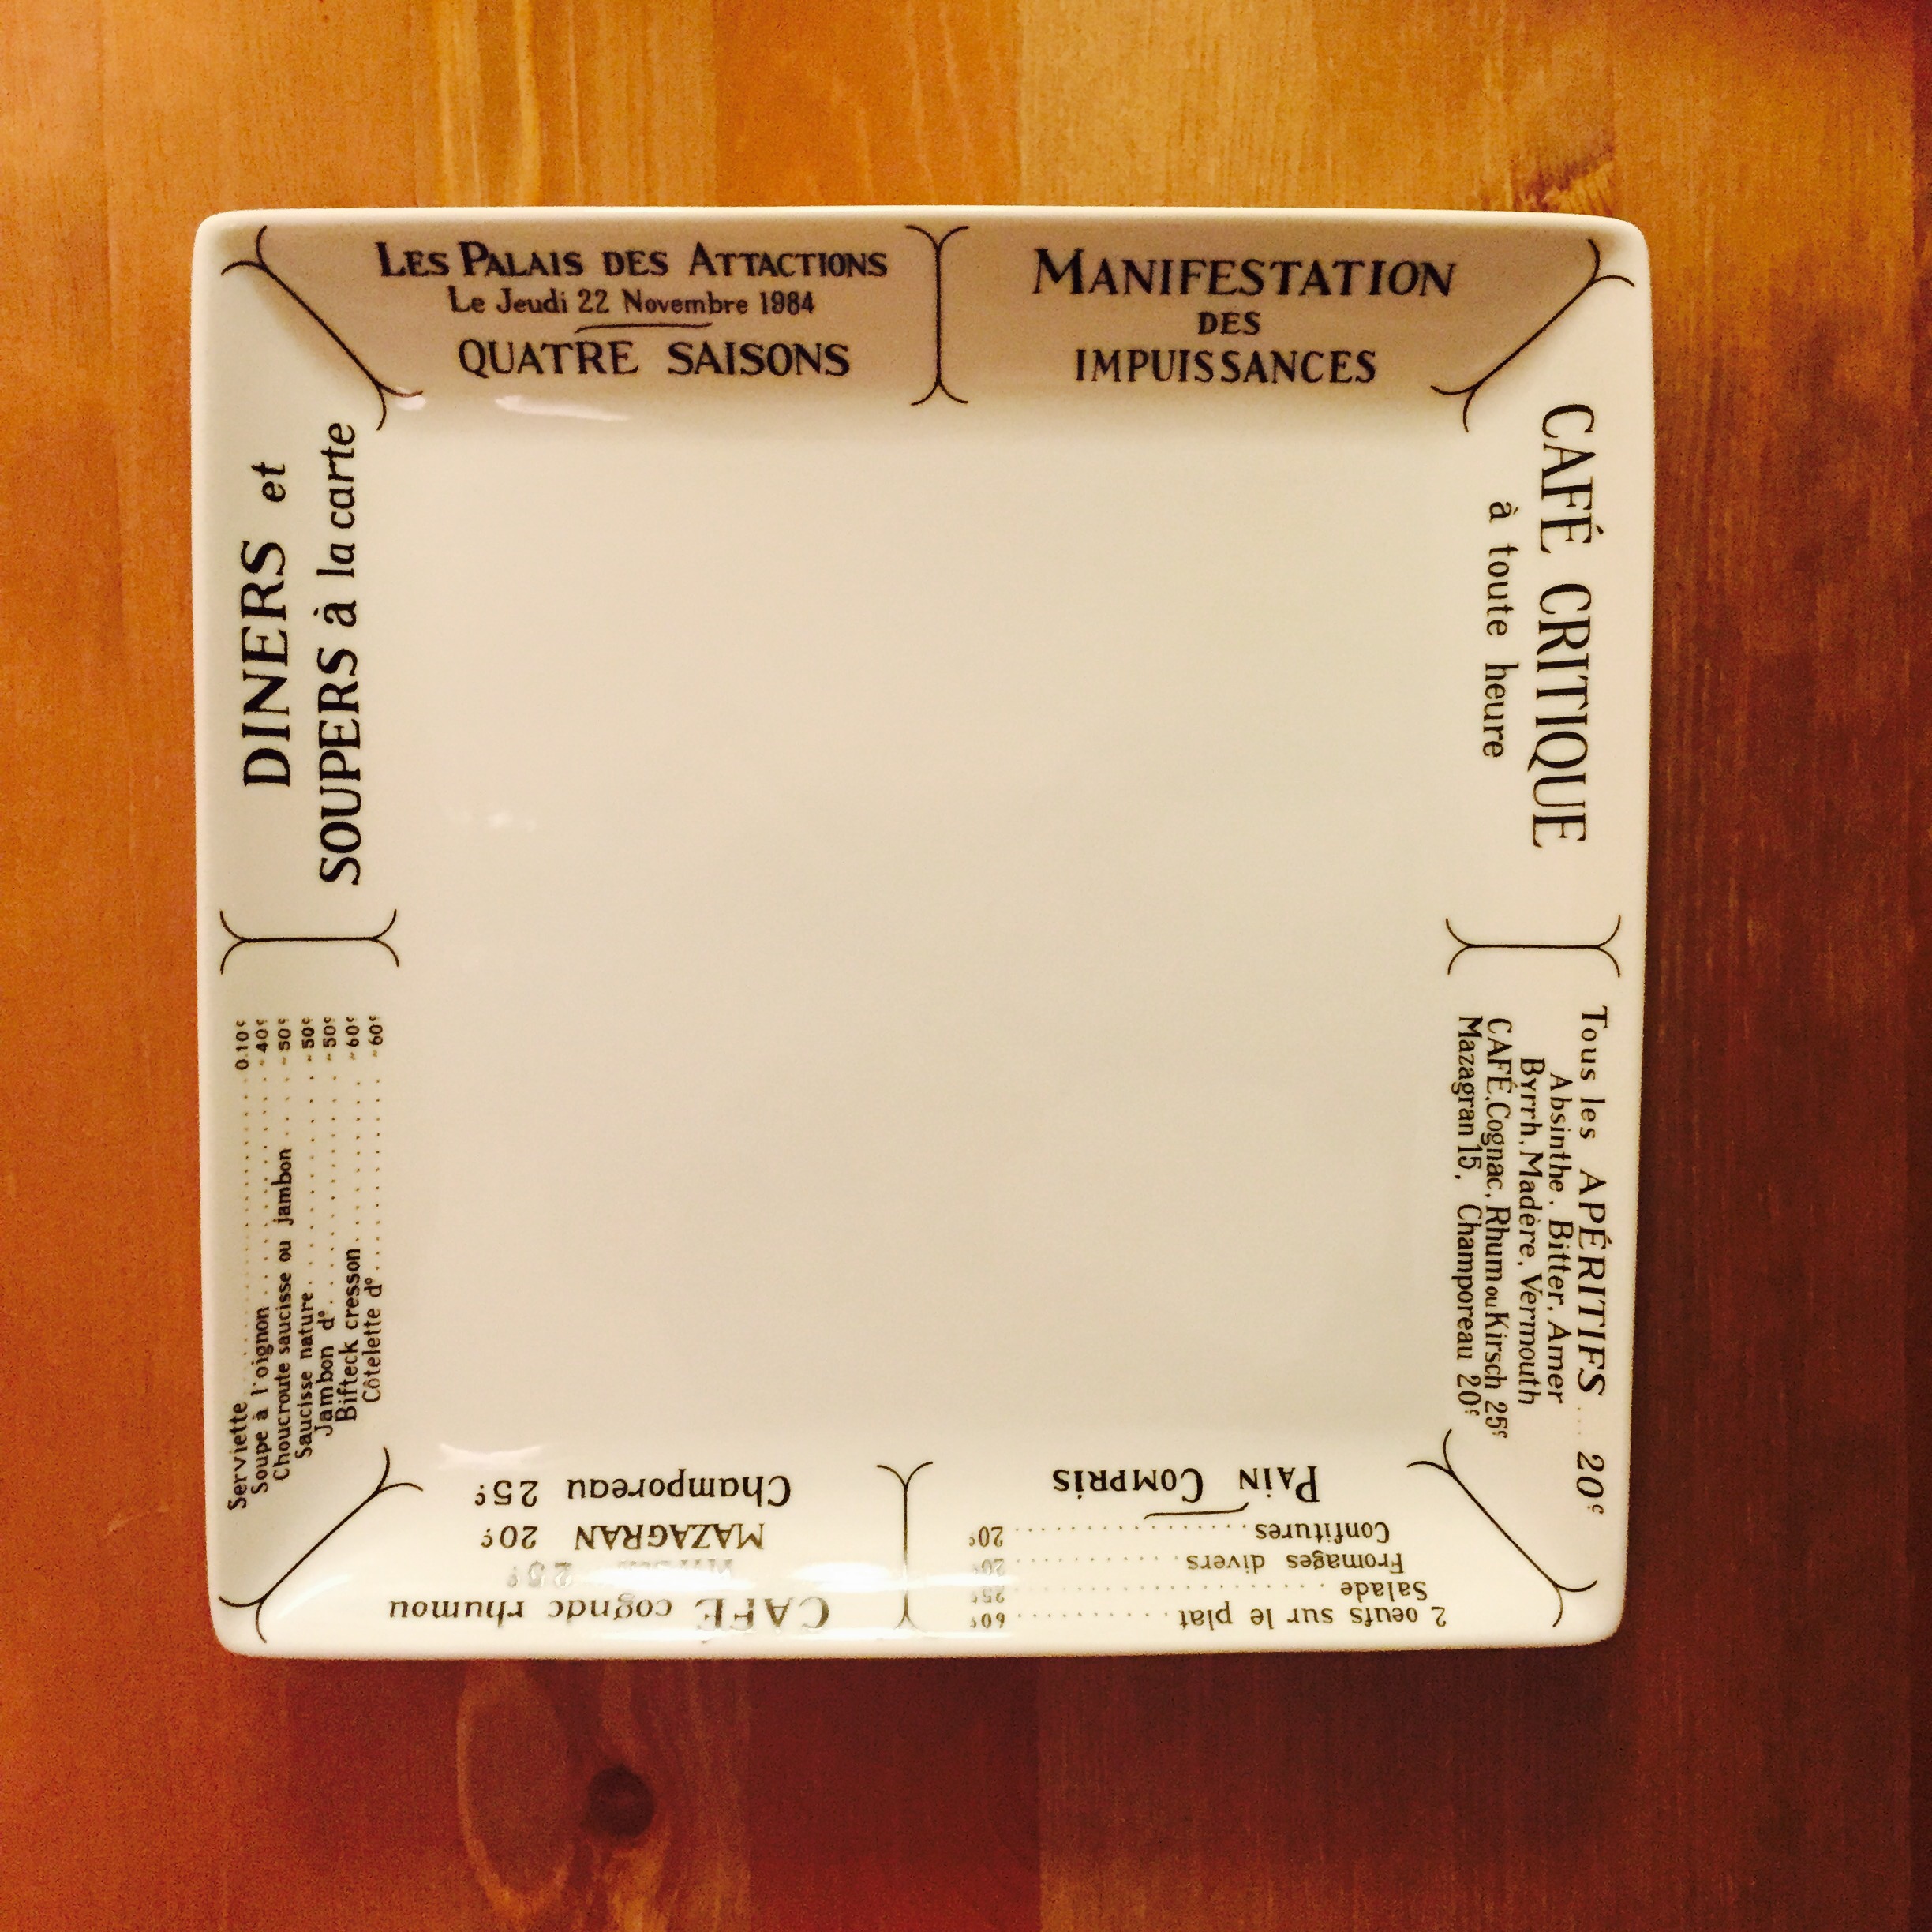 LES PALAIS DES ATTACTIONS
Le Jeudi 22 Novembre 1984
QUATRE SAISONS
MANIFESTATION
DES
IMPUISSANCES
CAFÉ CRITIQUE
à toute heure
Tous les APÉRITIFS .... 20c
Absinthe, Bitter, Amer
Byrrh, Madère, Vermouth
CAFÉ, Cognac, Rhum ou Kirsch 25c
Mazagran 15, Champoreau 20c
2 oeufs sur le plat .......... 60c
Salade .................... 25c
Fromages divers .......... 20c
Confitures .............. 20c
PAIN COMPRIS
CAFÉ cognac rhumou
25c
MAZAGRAN 20c
Champoreau 25c
Serviette .................... 0.10c
Soupe à l'oignon .......... ~40c
Choucroute saucisse ou jambon .... ~50c
Saucisse nature .......... ~50c
Jambon do .......... ~50c
Bifteck cresson .......... ~60c
Côtelette do .......... ~60c
DINERS et
SOUPERS à la carte